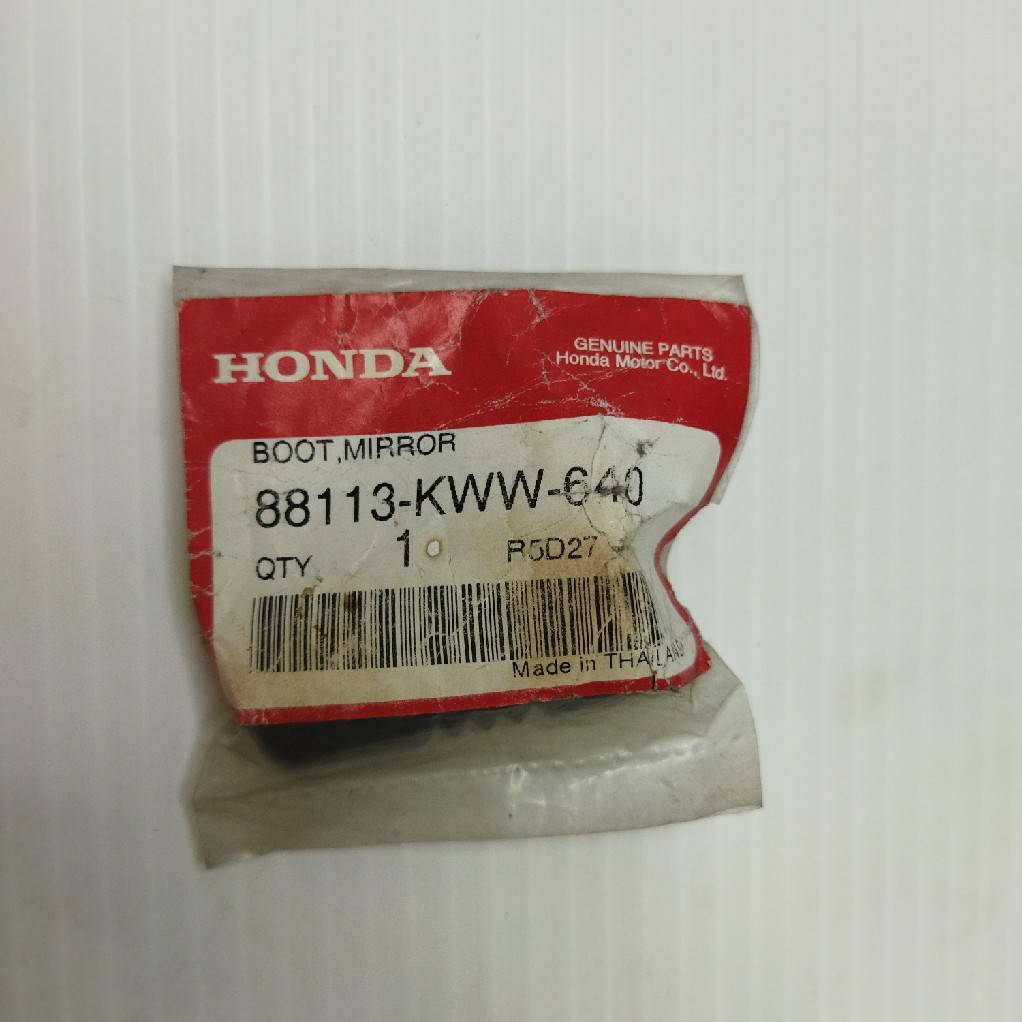 HONDA
GENUINE PARTS
Honda Motor Co., Ltd.
BOOT,MIRROR
88113-KWW-640
QTY 1 R5D27
Made in THAILAND